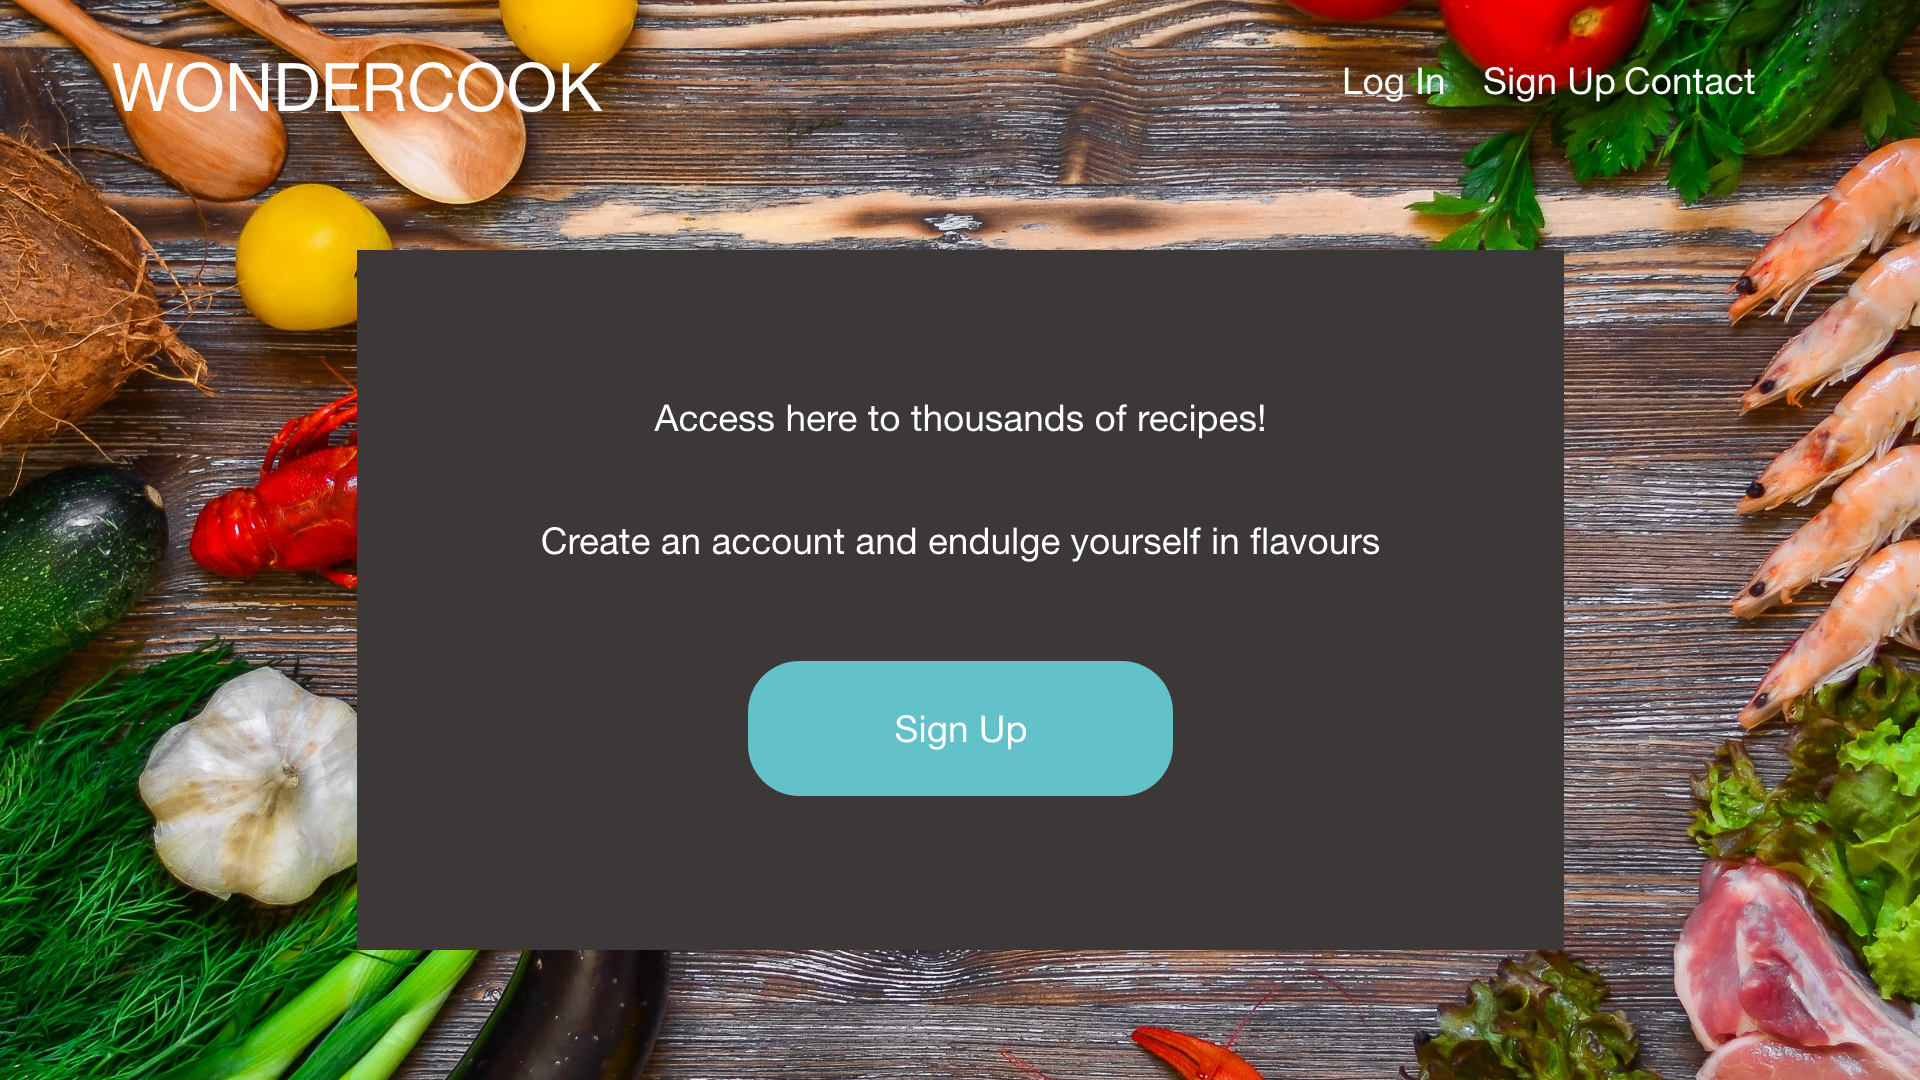 WONDERCOOK
Log In Sign Up Contact
Access here to thousands of recipes!
Create an account and endulge yourself in flavours
Sign Up